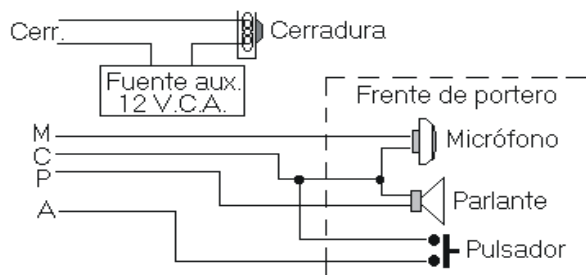 Cerr.
Cerradura
Fuente aux.
12 V.C.A.
Frente de portero
M
Micrófono
C
P
Parlante
A
Pulsador